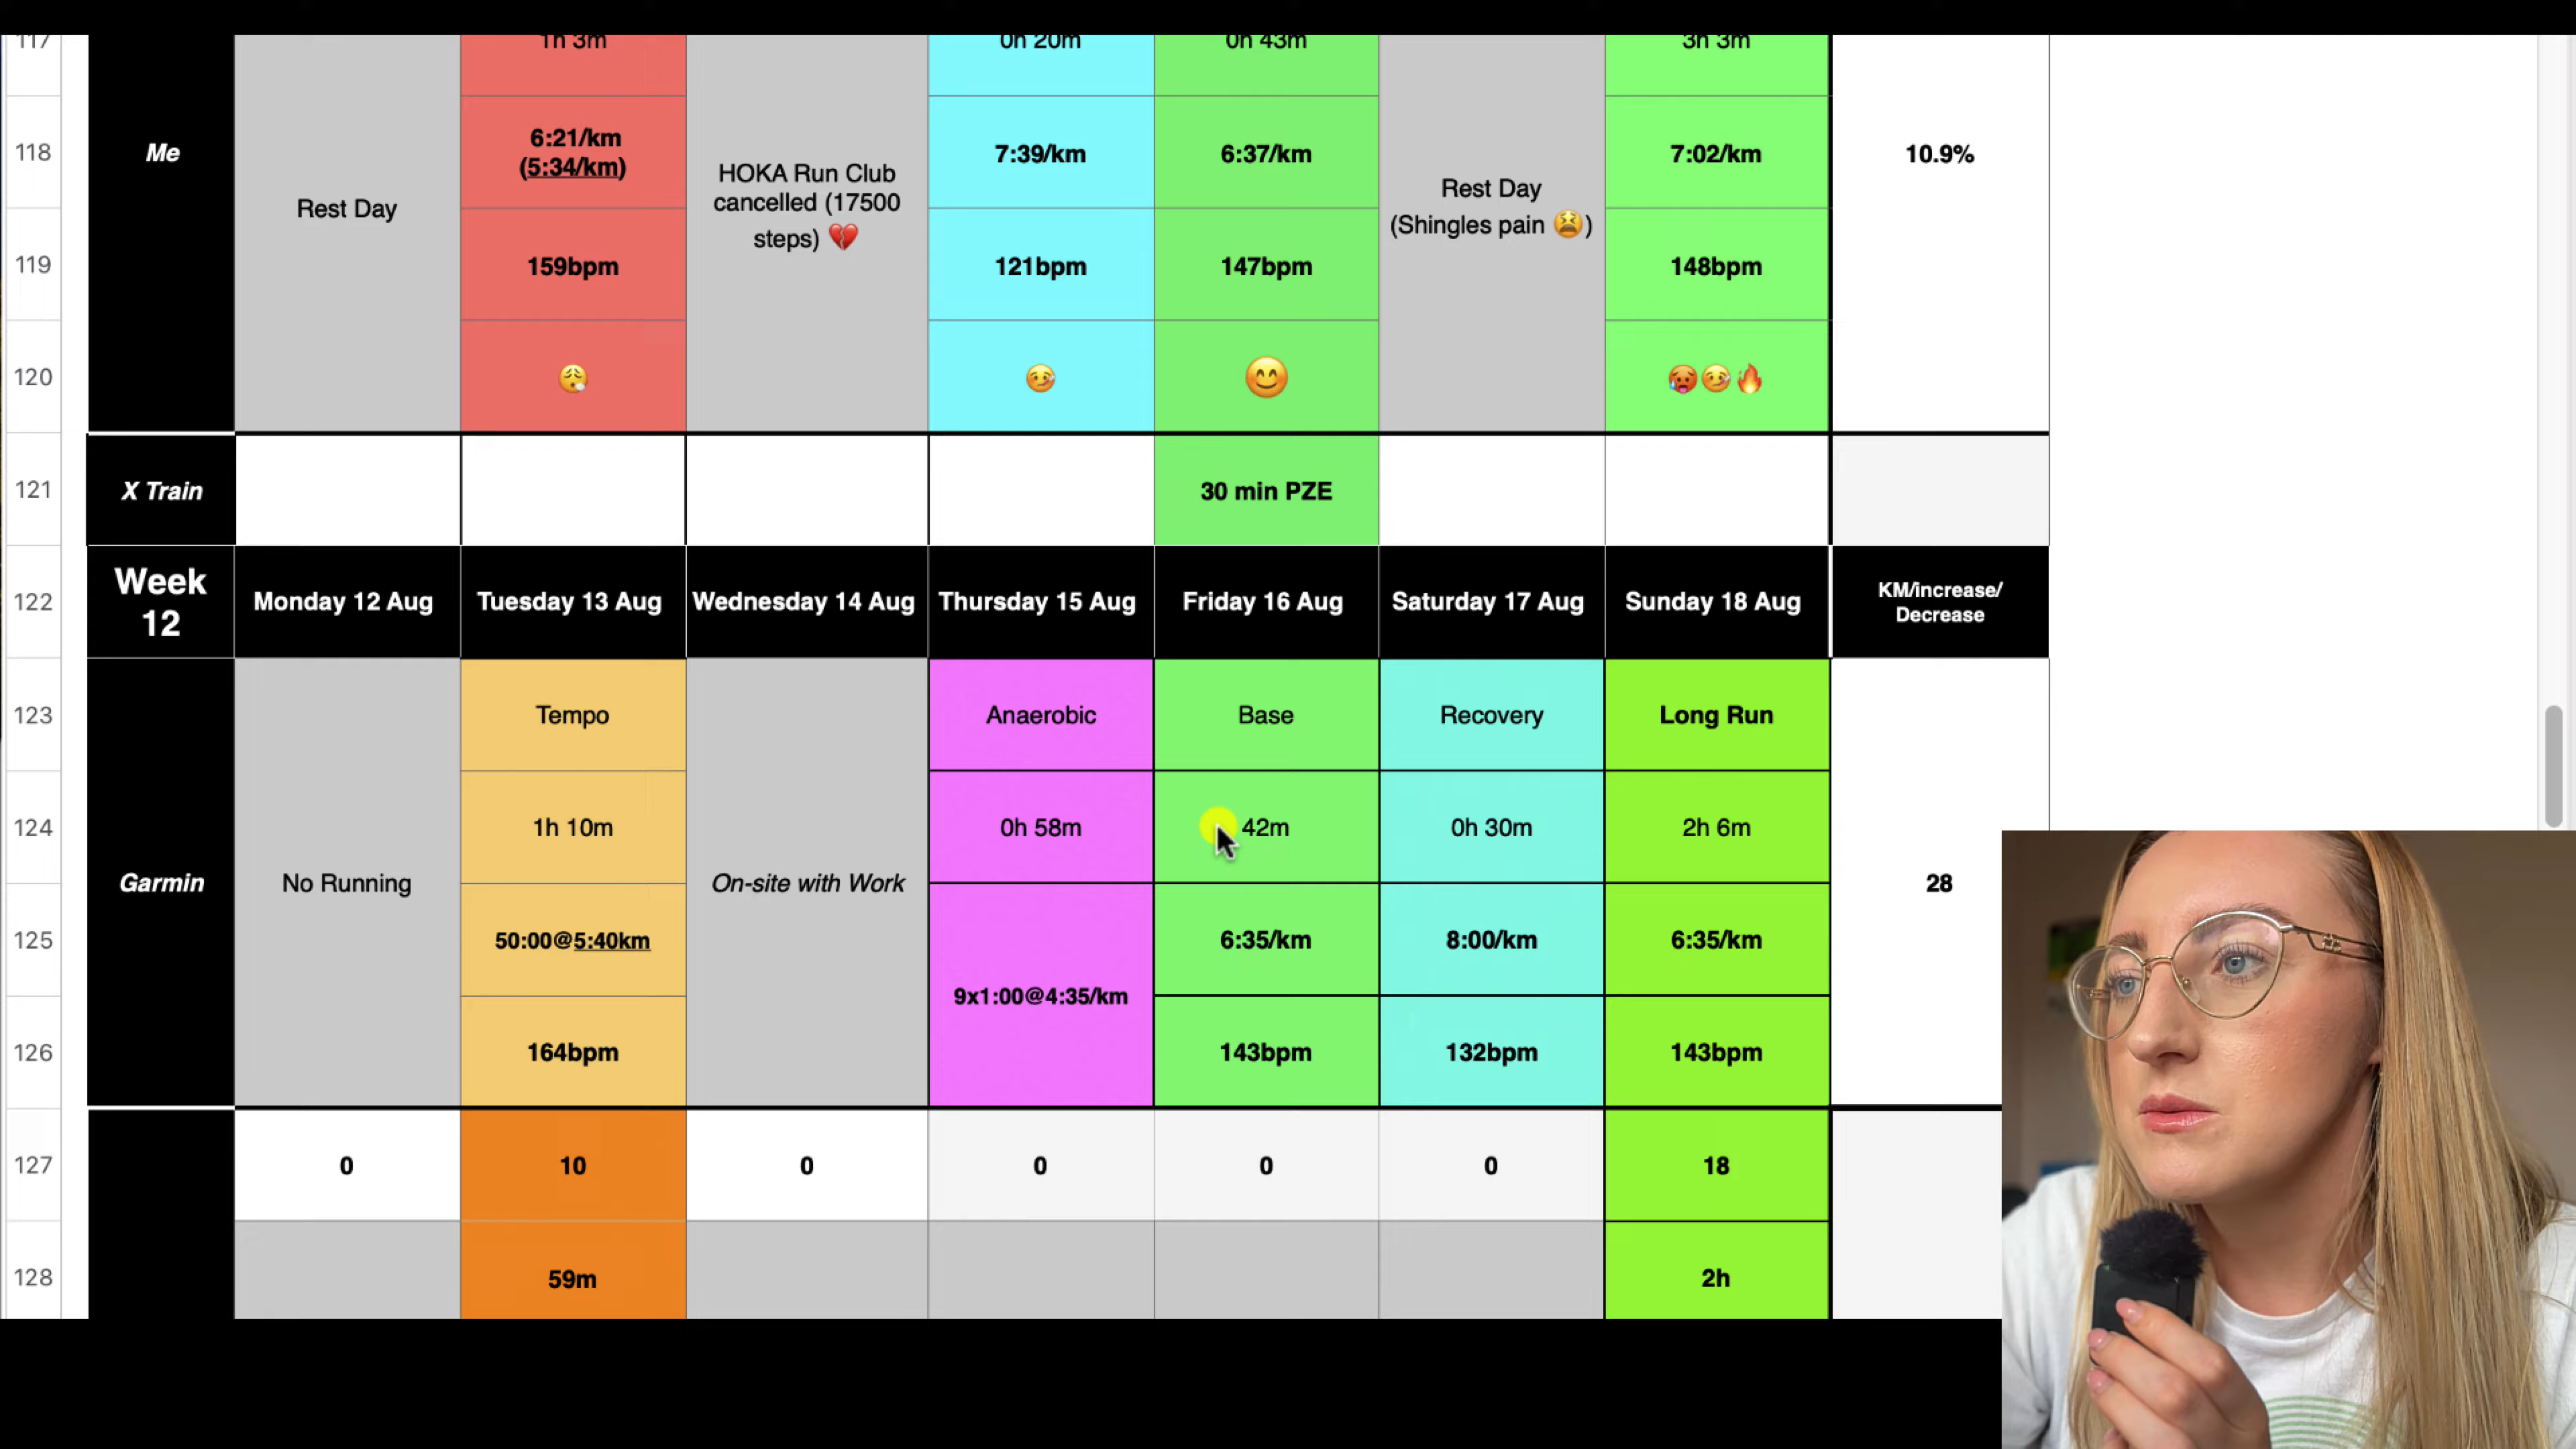 117 1h 3m 0h 20m 0h 43m 3h 3m
118 Me 6:21/km 7:39/km 6:37/km 7:02/km 10.9%
(5:34/km)
Rest Day
HOKA Run Club
cancelled (17500
steps) 💔
Rest Day
(Shingles pain 😫)
119 159bpm 121bpm 147bpm 148bpm
120 😮‍💨 🤒 😊 🥵🤒🔥
121 X Train 30 min PZE
122 Week
12
Monday 12 Aug Tuesday 13 Aug Wednesday 14 Aug Thursday 15 Aug Friday 16 Aug Saturday 17 Aug Sunday 18 Aug KM/increase/
Decrease
123 Tempo Anaerobic Base Recovery Long Run
124 1h 10m 0h 58m 42m 0h 30m 2h 6m
Garmin No Running On-site with Work 28
125 50:00@5:40km 6:35/km 8:00/km 6:35/km
9x1:00@4:35/km
126 164bpm 143bpm 132bpm 143bpm
127 0 10 0 0 0 0 18
128 59m 2h